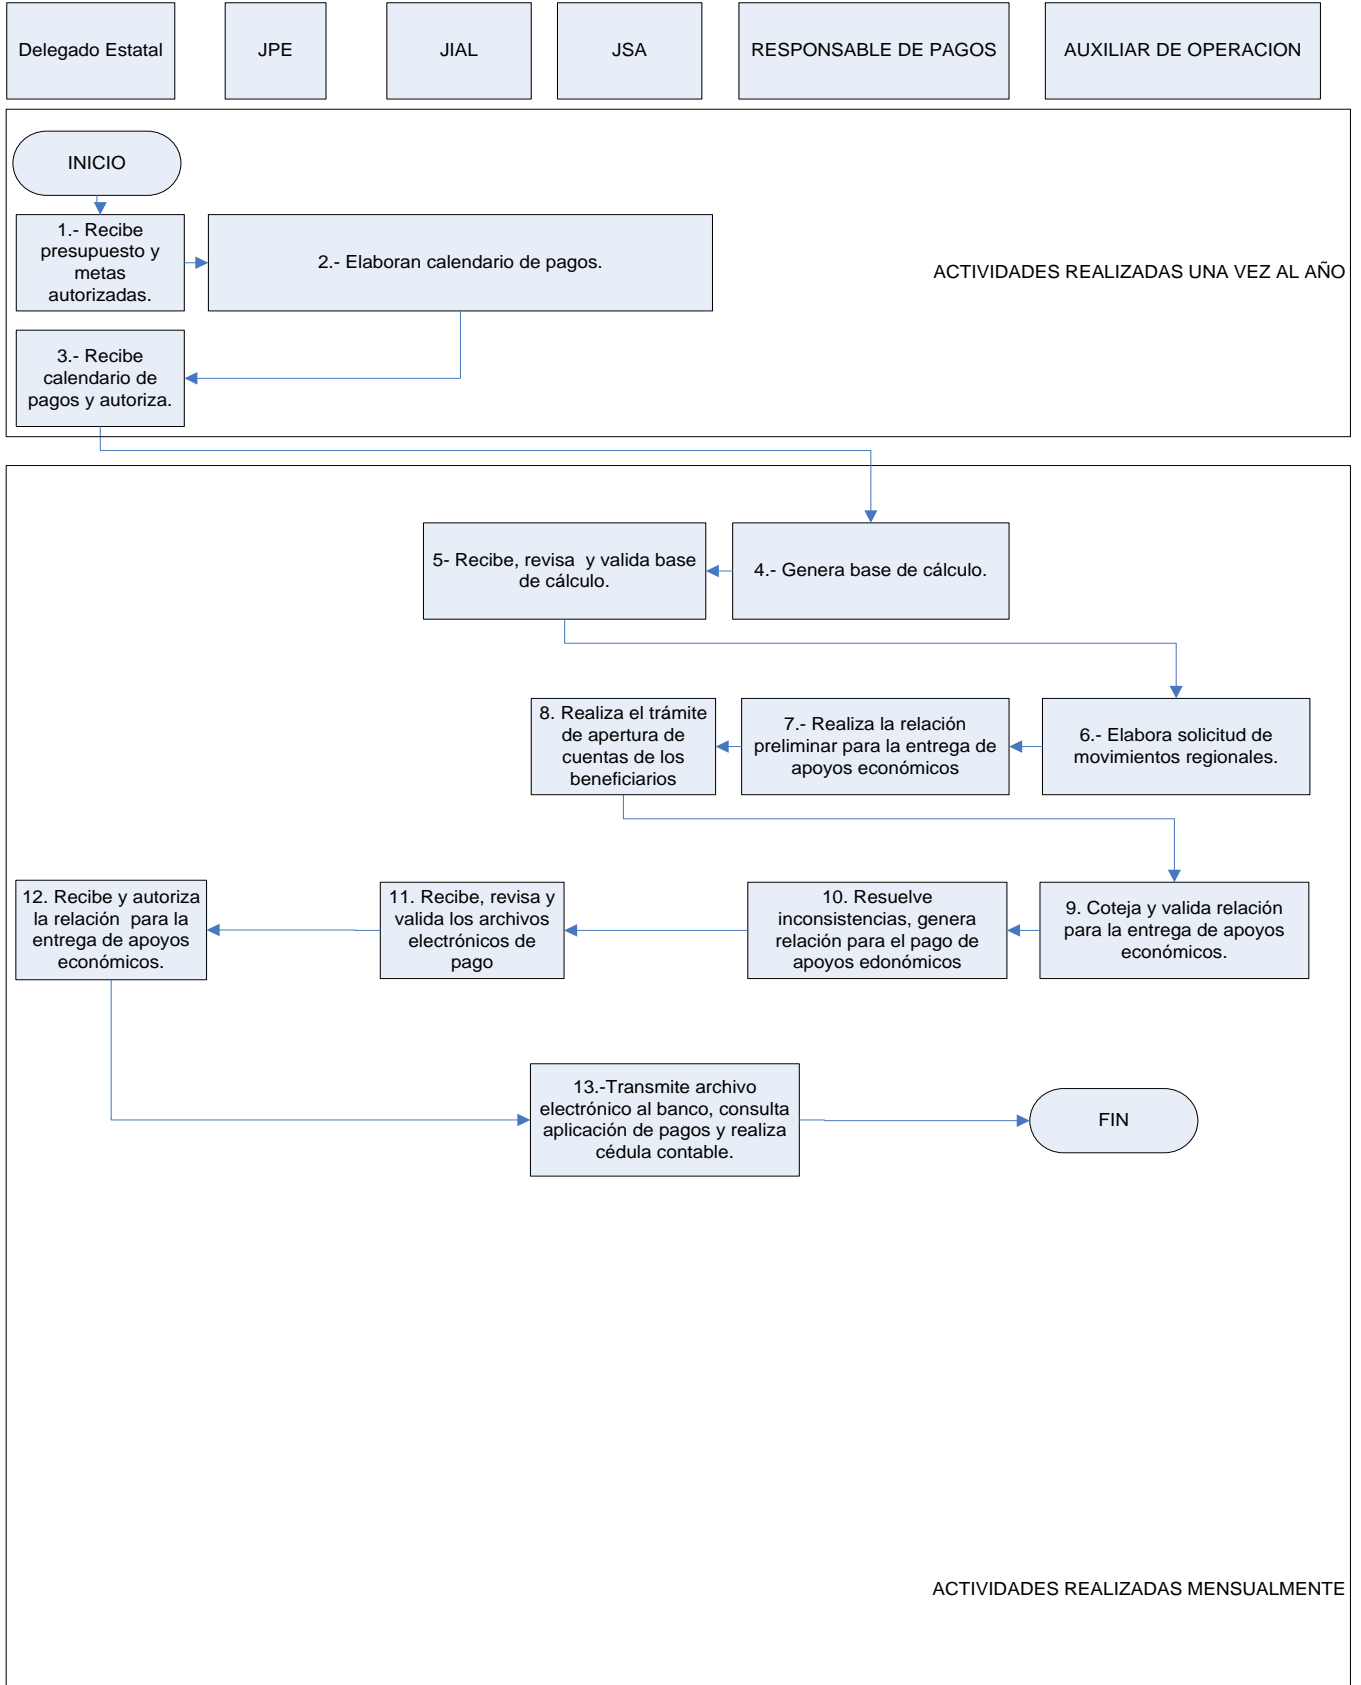 Delegado Estatal
JPE
JIAL
JSA
RESPONSABLE DE PAGOS
AUXILIAR DE OPERACION
INICIO
1.- Recibe
presupuesto y
metas
autorizadas.
2.- Elaboran calendario de pagos.
ACTIVIDADES REALIZADAS UNA VEZ AL AÑO
3.- Recibe
calendario de
pagos y autoriza.
4.- Genera base de cálculo.
5- Recibe, revisa  y valida base
de cálculo.
6.- Elabora solicitud de
movimientos regionales.
7.- Realiza la relación
preliminar para la entrega de
apoyos económicos
8. Realiza el trámite
de apertura de
cuentas de los
beneficiarios
9. Coteja y valida relación
para la entrega de apoyos
económicos.
10. Resuelve
inconsistencias, genera
relación para el pago de
apoyos edonómicos
11. Recibe, revisa y
valida los archivos
electrónicos de
pago
12. Recibe y autoriza
la relación  para la
entrega de apoyos
económicos.
13.-Transmite archivo
electrónico al banco, consulta
aplicación de pagos y realiza
cédula contable.
FIN
ACTIVIDADES REALIZADAS MENSUALMENTE